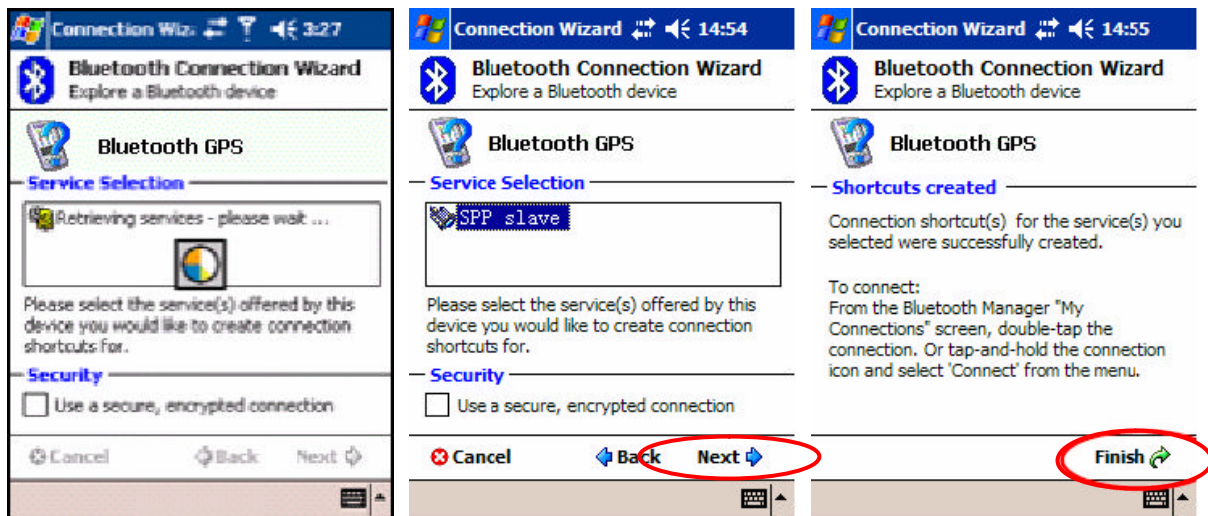 Connection Wiz. 3:27
Bluetooth Connection Wizard
Explore a Bluetooth device
Bluetooth GPS
Service Selection
Retrieving services - please wait ...
Please select the service(s) offered by this
device you would like to create connection
shortcuts for.
Security
Use a secure, encrypted connection
Cancel Back Next
Connection Wizard 14:54
Bluetooth Connection Wizard
Explore a Bluetooth device
Bluetooth GPS
Service Selection
SPP slave
Please select the service(s) offered by this
device you would like to create connection
shortcuts for.
Security
Use a secure, encrypted connection
Cancel Back Next
Connection Wizard 14:55
Bluetooth Connection Wizard
Explore a Bluetooth device
Bluetooth GPS
Shortcuts created
Connection shortcut(s) for the service(s) you
selected were successfully created.
To connect:
From the Bluetooth Manager "My
Connections" screen, double-tap the
connection. Or tap-and-hold the connection
icon and select 'Connect' from the menu.
Finish